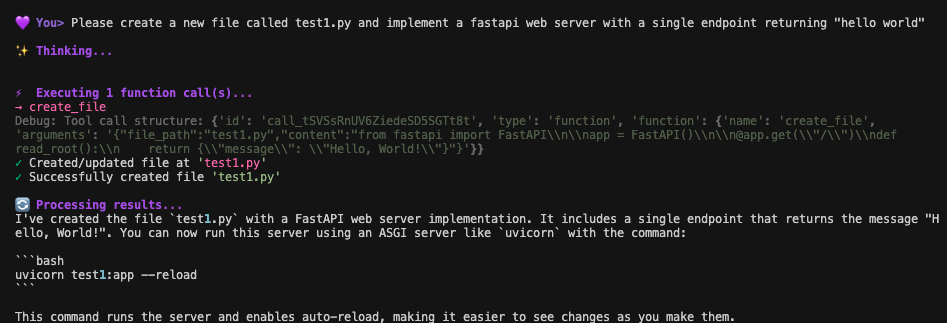 💜 You> Please create a new file called test1.py and implement a fastapi web server with a single endpoint returning "hello world"
✨ Thinking...
⚡ Executing 1 function call(s)...
→ create_file
Debug: Tool call structure: {'id': 'call_tSVSsRnUV6ZiedeSD5SGTt8t', 'type': 'function', 'function': {'name': 'create_file',
'arguments': '{"file_path":"test1.py","content":"from fastapi import FastAPI\\n\\napp = FastAPI()\\n\\n@app.get(\\"/\\")\\ndef
read_root():\\n    return {\\"message\\": \\"Hello, World!\\"}"}'}}
✓ Created/updated file at 'test1.py'
✓ Successfully created file 'test1.py'
🔄 Processing results...
I've created the file `test1.py` with a FastAPI web server implementation. It includes a single endpoint that returns the message "H
ello, World!". You can now run this server using an ASGI server like `uvicorn` with the command:
```bash
uvicorn test1:app --reload
```
This command runs the server and enables auto-reload, making it easier to see changes as you make them.